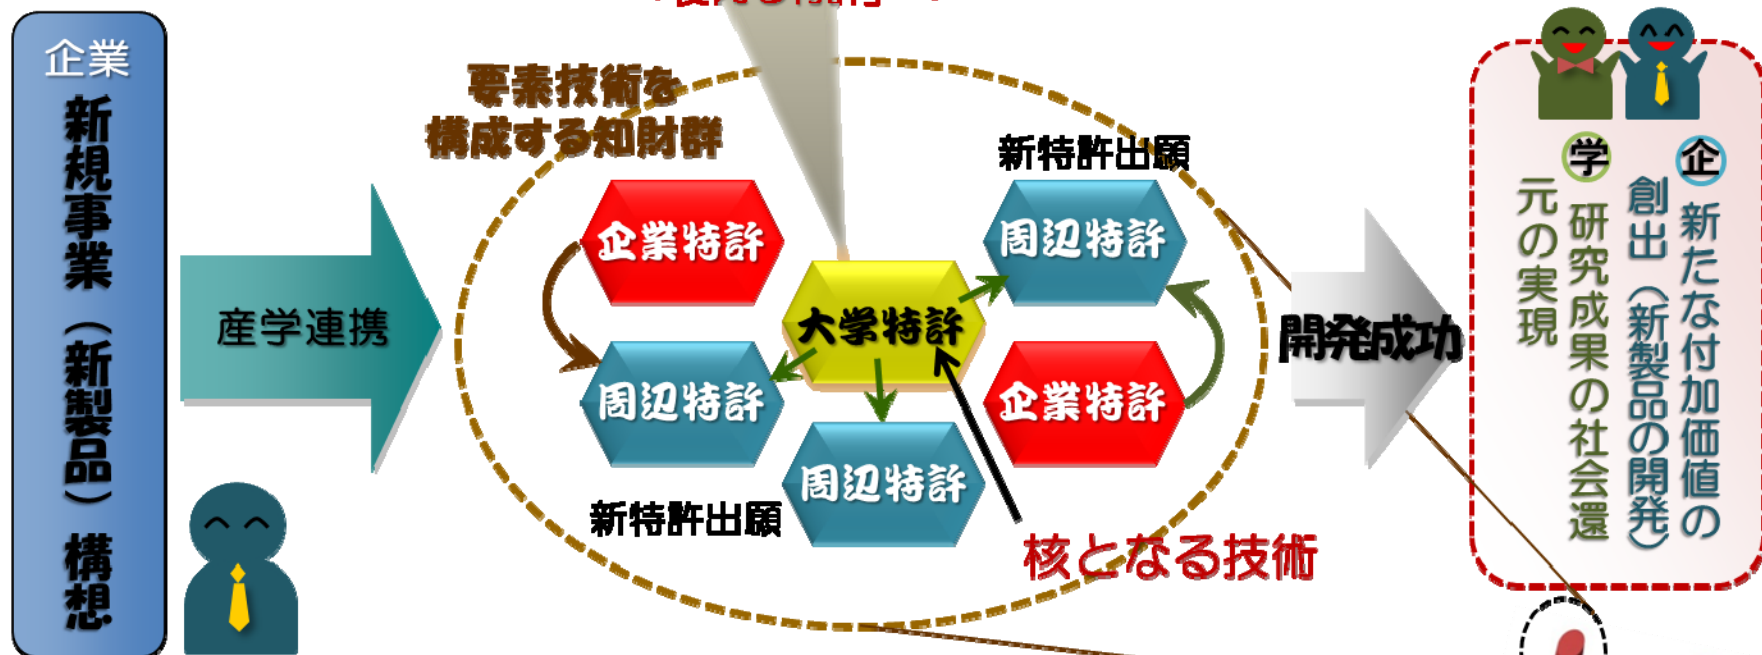 企業
新規事業(新製品)構想
産学連携
要素技術を
構成する知財群
企業特許
周辺特許
新特許出願
大学特許
周辺特許
新特許出願
周辺特許
企業特許
核となる技術
開発成功
企 新たな付加価値の
創出(新製品の開発)
学 研究成果の社会還
元の実現